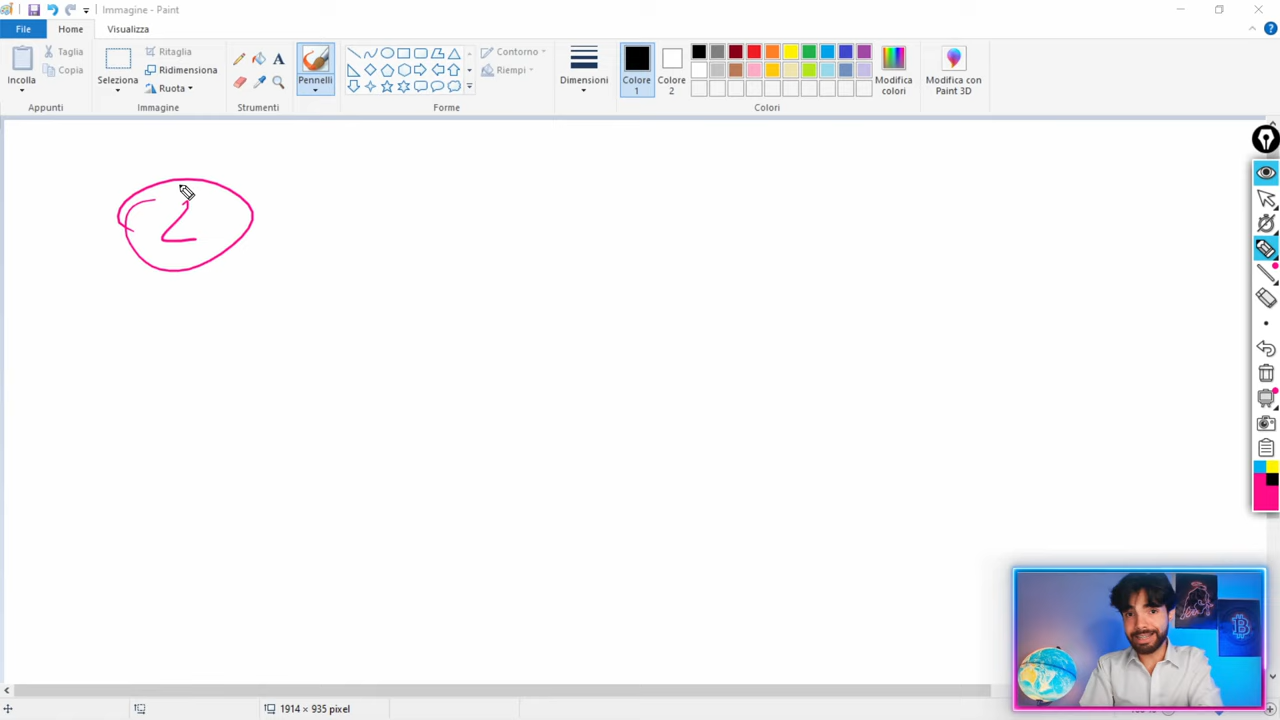 Immagine - Paint
File Home Visualizza
Incolla
Taglia
Copia
Appunti
Seleziona
Ritaglia
Ridimensiona
Ruota
Immagine
Strumenti
Pennelli
Forme
Contorno
Riempi
Dimensioni
Colore
1
Colore
2
Colori
Modifica
colori
Modifica con
Paint 3D
2
1914 × 935 pixel